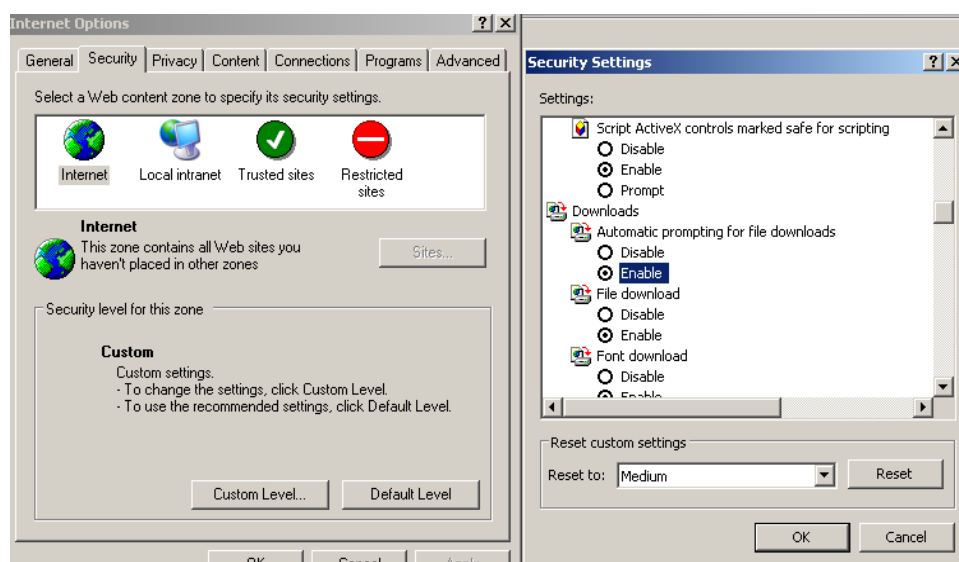 Internet Options
General Security Privacy Content Connections Programs Advanced
Select a Web content zone to specify its security settings.
Internet Local intranet Trusted sites Restricted
sites
Internet
This zone contains all Web sites you
haven't placed in other zones
Sites...
Security level for this zone
Custom
Custom settings.
- To change the settings, click Custom Level.
- To use the recommended settings, click Default Level.
Custom Level... Default Level
OK Cancel Apply
Security Settings
Settings:
Script ActiveX controls marked safe for scripting
Disable
Enable
Prompt
Downloads
Automatic prompting for file downloads
Disable
Enable
File download
Disable
Enable
Font download
Disable
Enable
Reset custom settings
Reset to: Medium Reset
OK Cancel